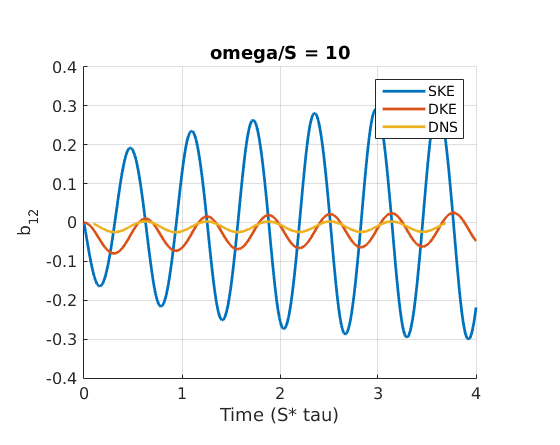 omega/S = 10
0.4
0.3
0.2
0.1
0
-0.1
-0.2
-0.3
-0.4
b12
SKE
DKE
DNS
0 1 2 3 4
Time (S* tau)